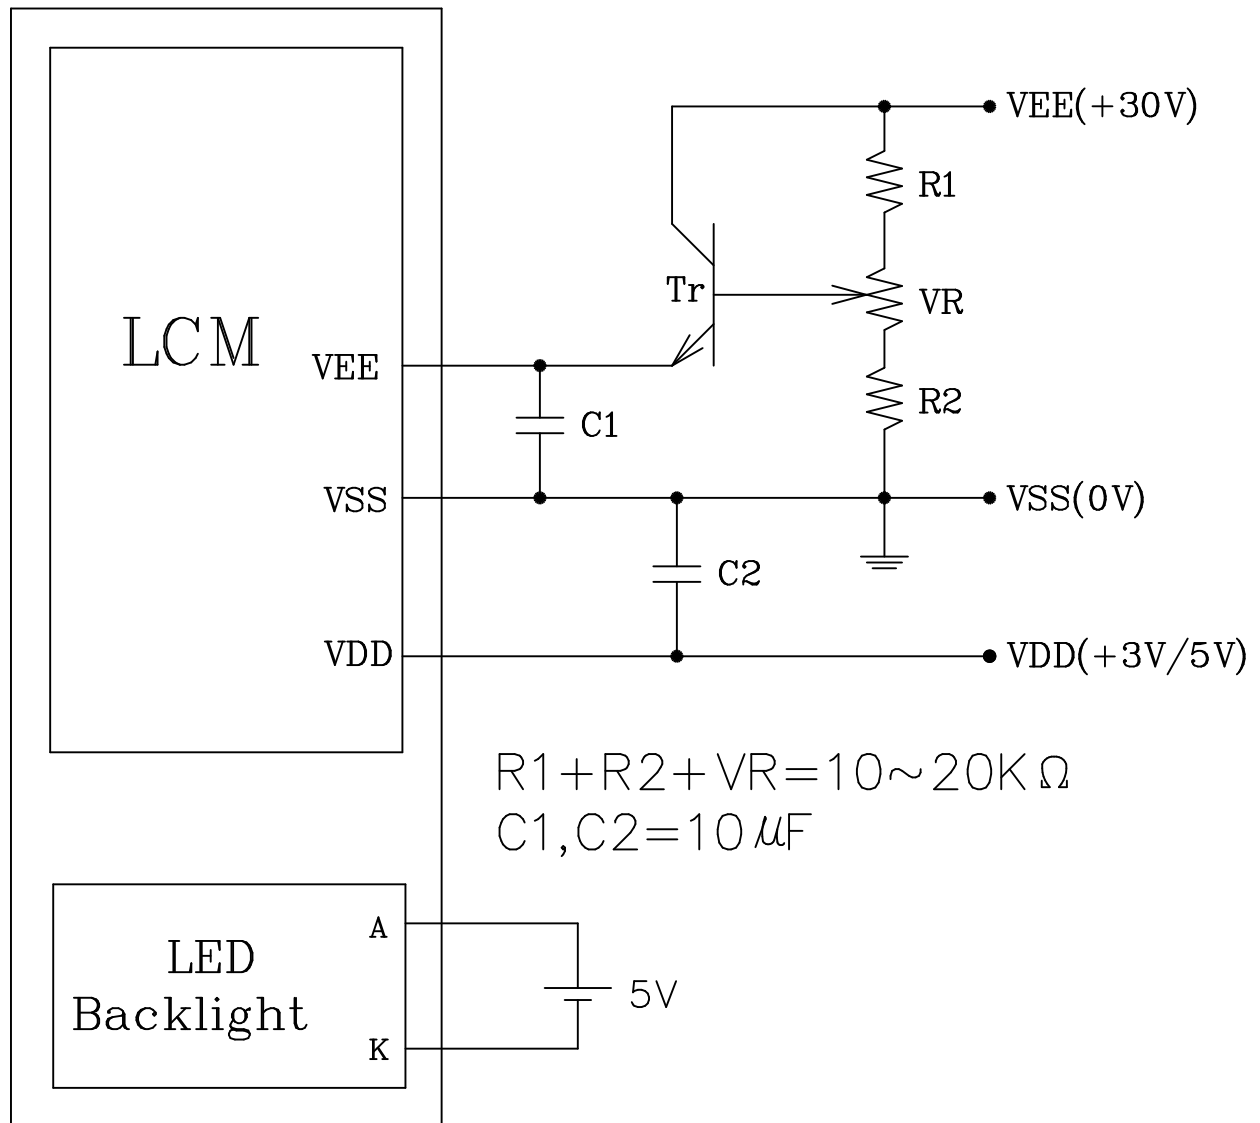 VEE(+30V)
R1
Tr
VR
LCM
VEE
R2
C1
VSS
VSS(0V)
C2
VDD
VDD(+3V/5V)
R1+R2+VR=10~20KΩ
C1,C2=10μF
A
LED
Backlight
5V
K